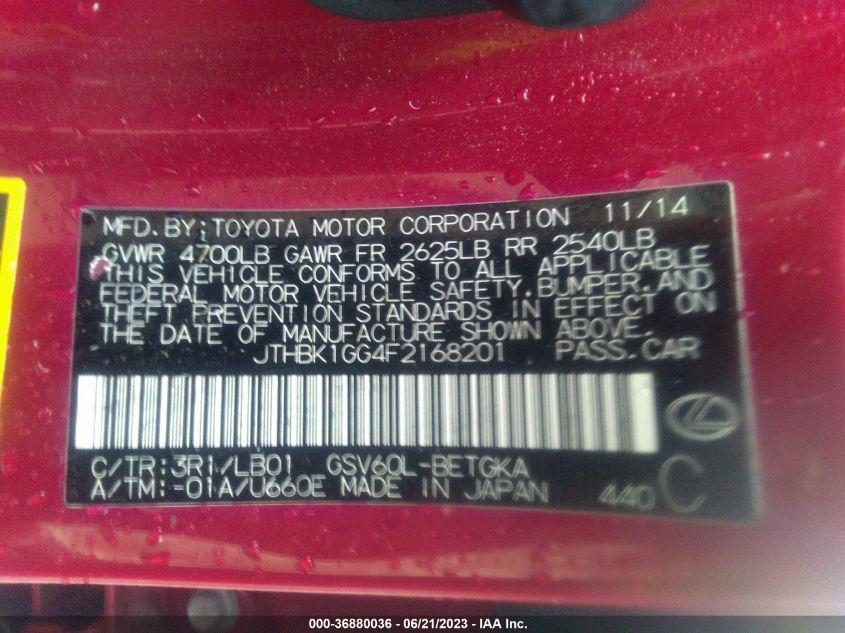 MFD.BY:TOYOTA MOTOR CORPORATION 11/14
GVWR 4700LB GAWR FR 2625LB RR 2540LB
THIS VEHICLE CONFORMS TO ALL APPLICABLE
FEDERAL MOTOR VEHICLE SAFETY,BUMPER,AND
THEFT PREVENTION STANDARDS IN EFFECT ON
THE DATE OF MANUFACTURE SHOWN ABOVE.
JTHBK1GG4F2168201 PASS.CAR
C/TR:3R1/LB01 GSV60L-BETGKA
A/TM:-01A/U660E MADE IN JAPAN 440 C
000-36880036 - 06/21/2023 - IAA Inc.